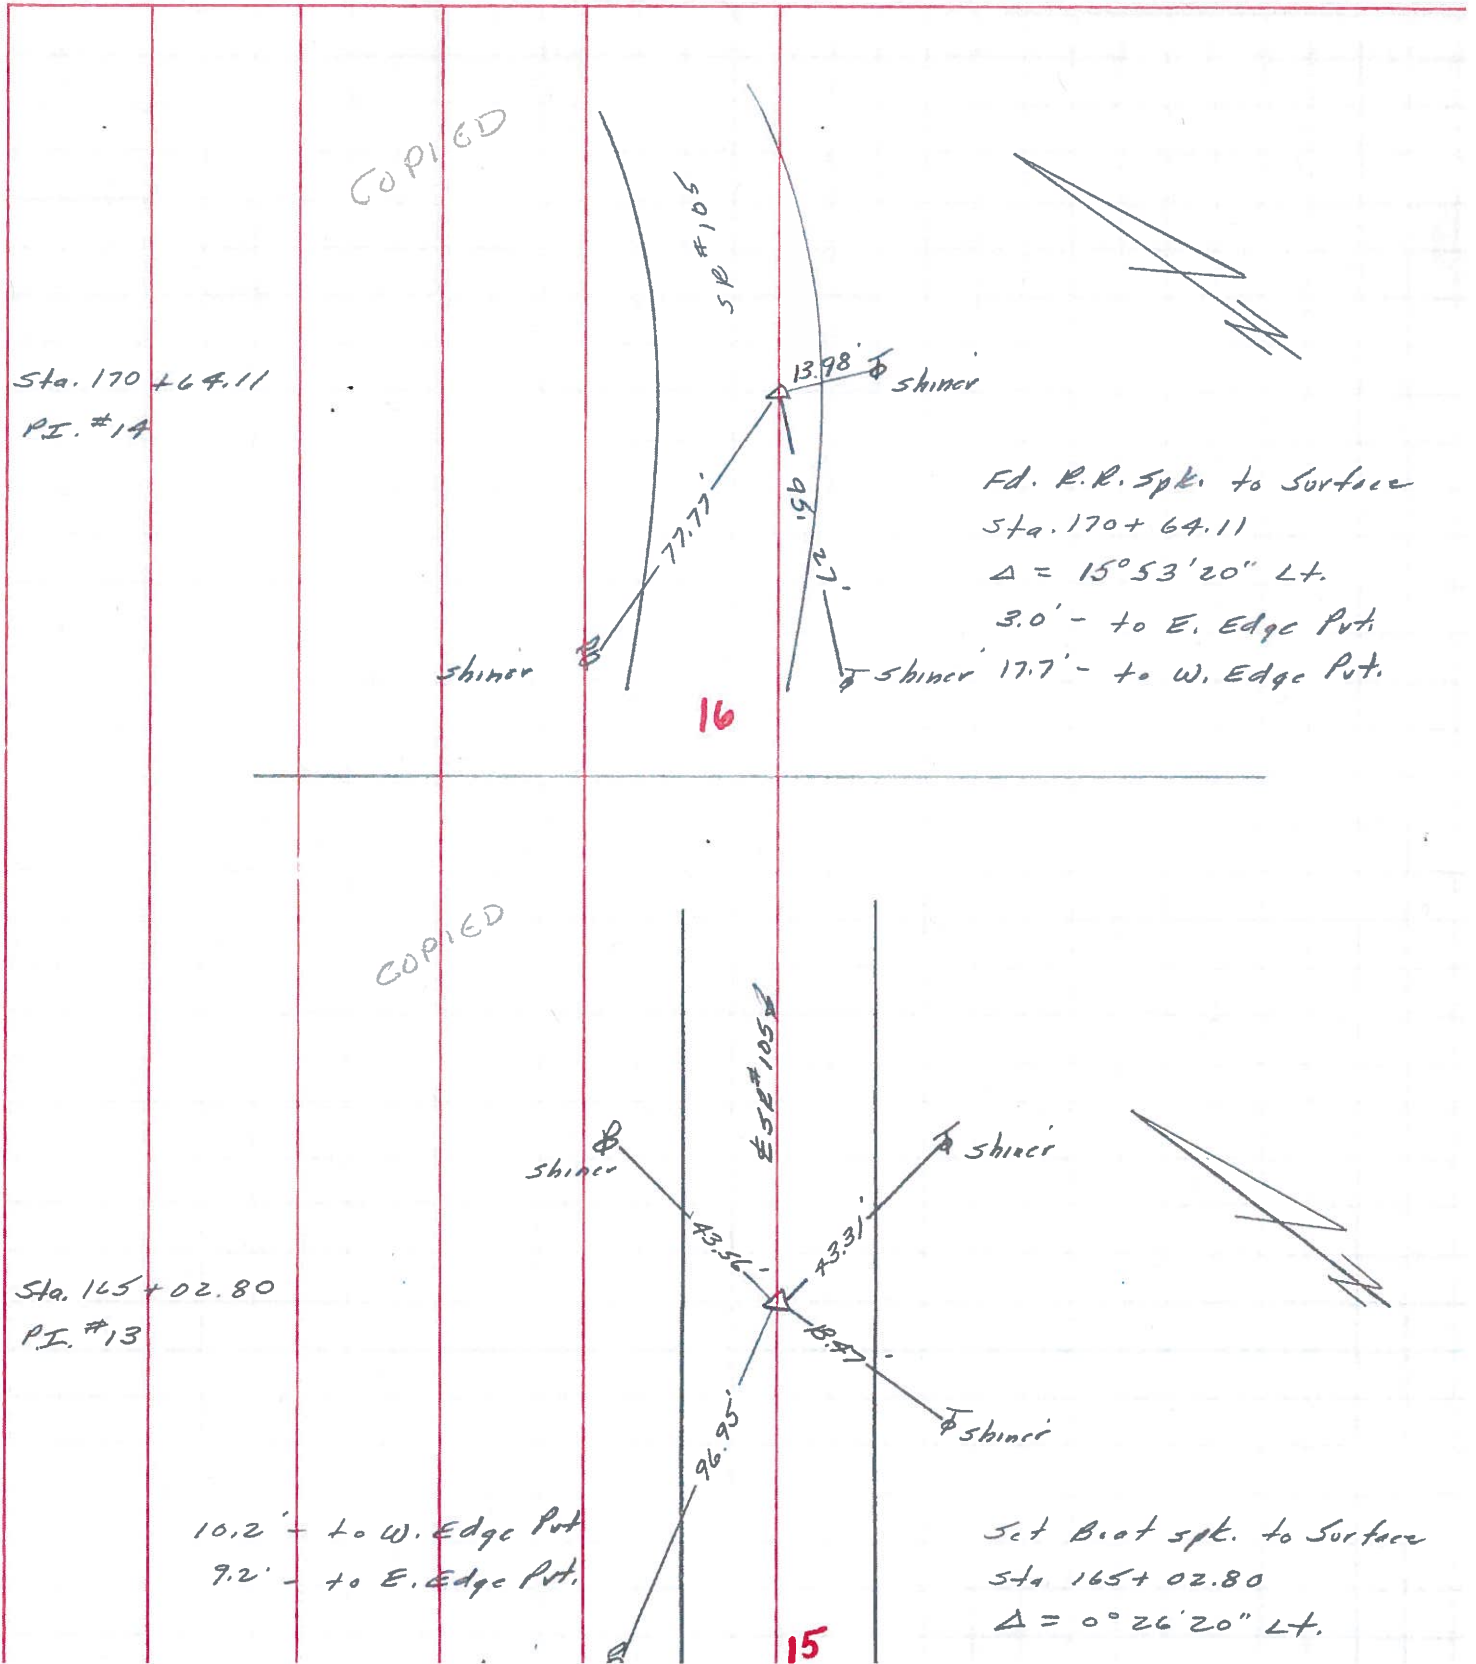 COPIED
SR #105
Sta. 170 + 64.11
P.I. #14
13.98'
shiner
77.77'
99.27'
Fd. R.R. Spk. to Surface
Sta. 170 + 64.11
Δ = 15°53'20" Lt.
3.0' - to E. Edge Pvt.
shiner
shiner
17.7' - to W. Edge Pvt.
16
COPIED
SR #105
shiner
shiner
43.56'
43.31'
Sta. 165 + 02.80
P.I. #13
96.95'
shiner
10.2' - to W. Edge Pvt
9.2' - to E. Edge Pvt.
Set Boat spk. to Surface
Sta 165 + 02.80
Δ = 0°26'20" Lt.
15